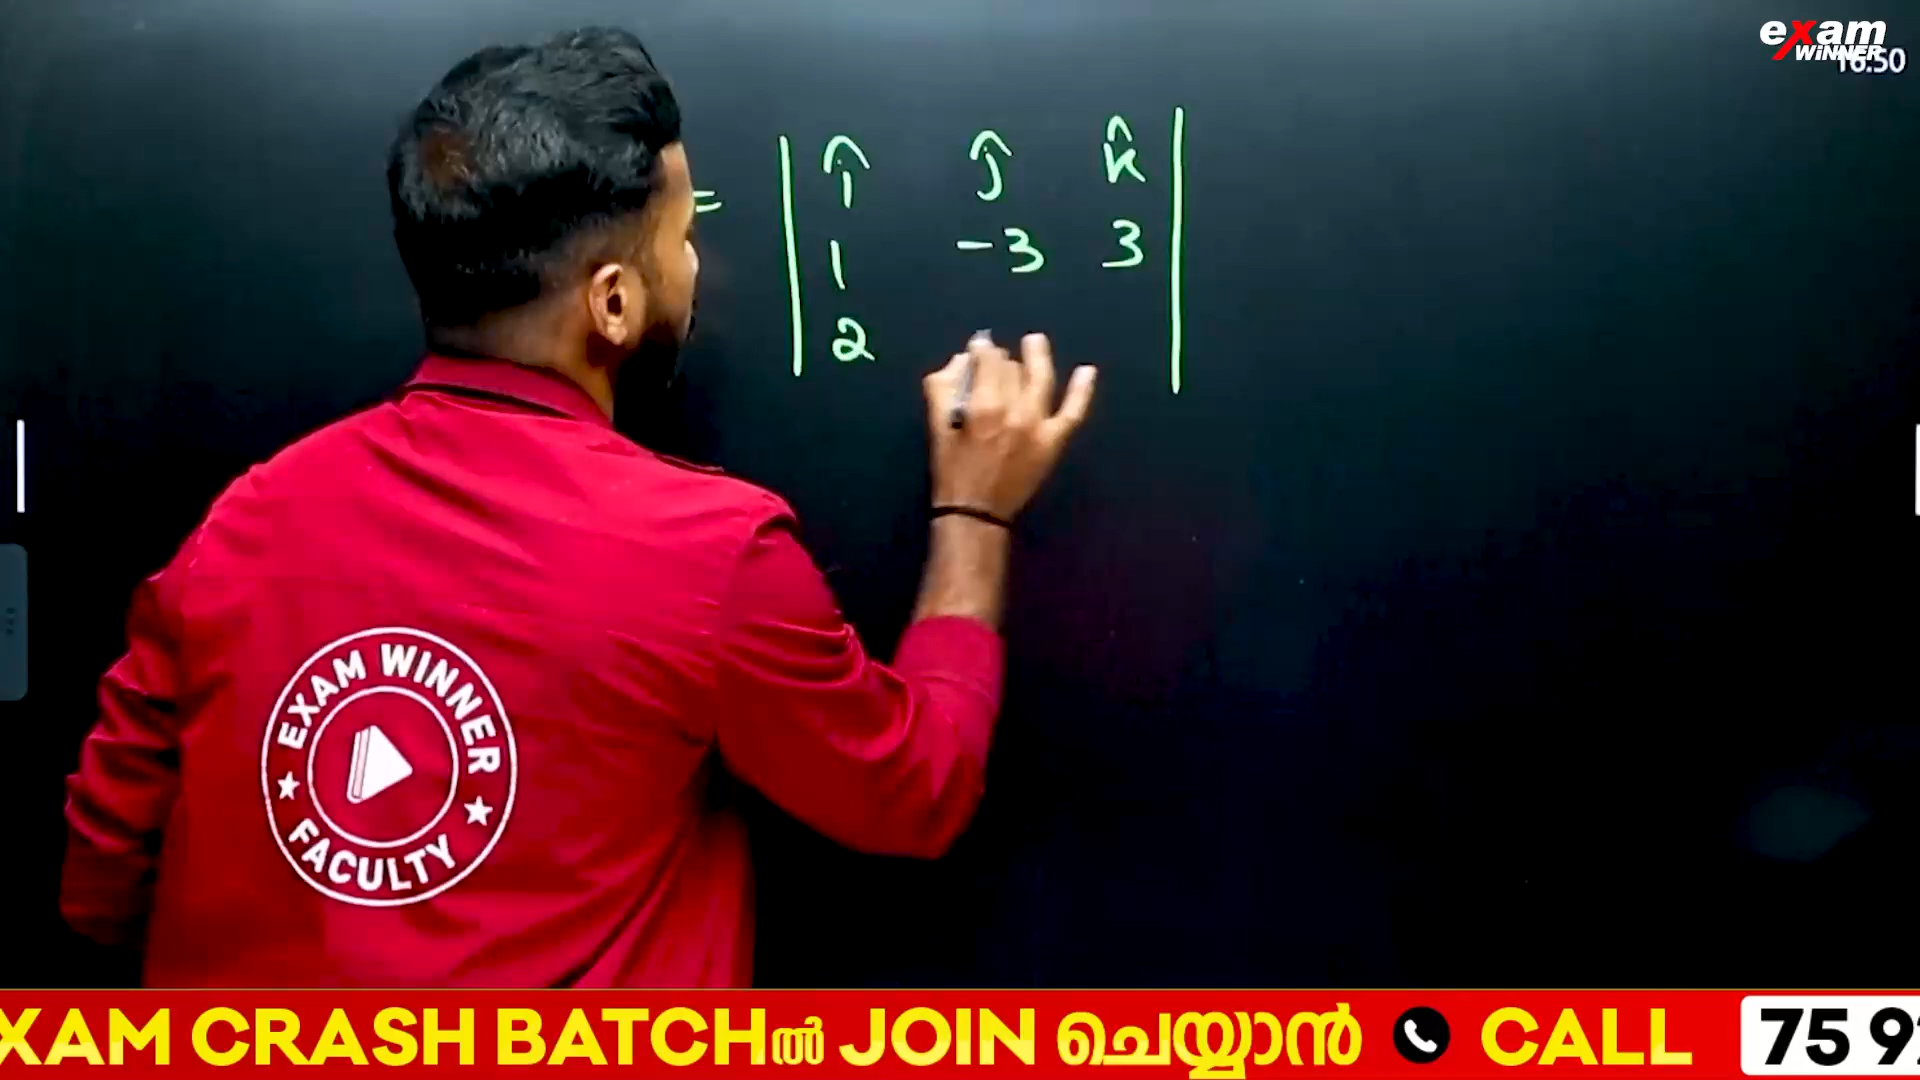 exam
WiNNER
16:50
= | î ĵ k̂ |
1 -3 3
2
EXAM WINNER
FACULTY
XAM CRASH BATCHൽ JOIN ചെയ്യാൻ CALL 75 9